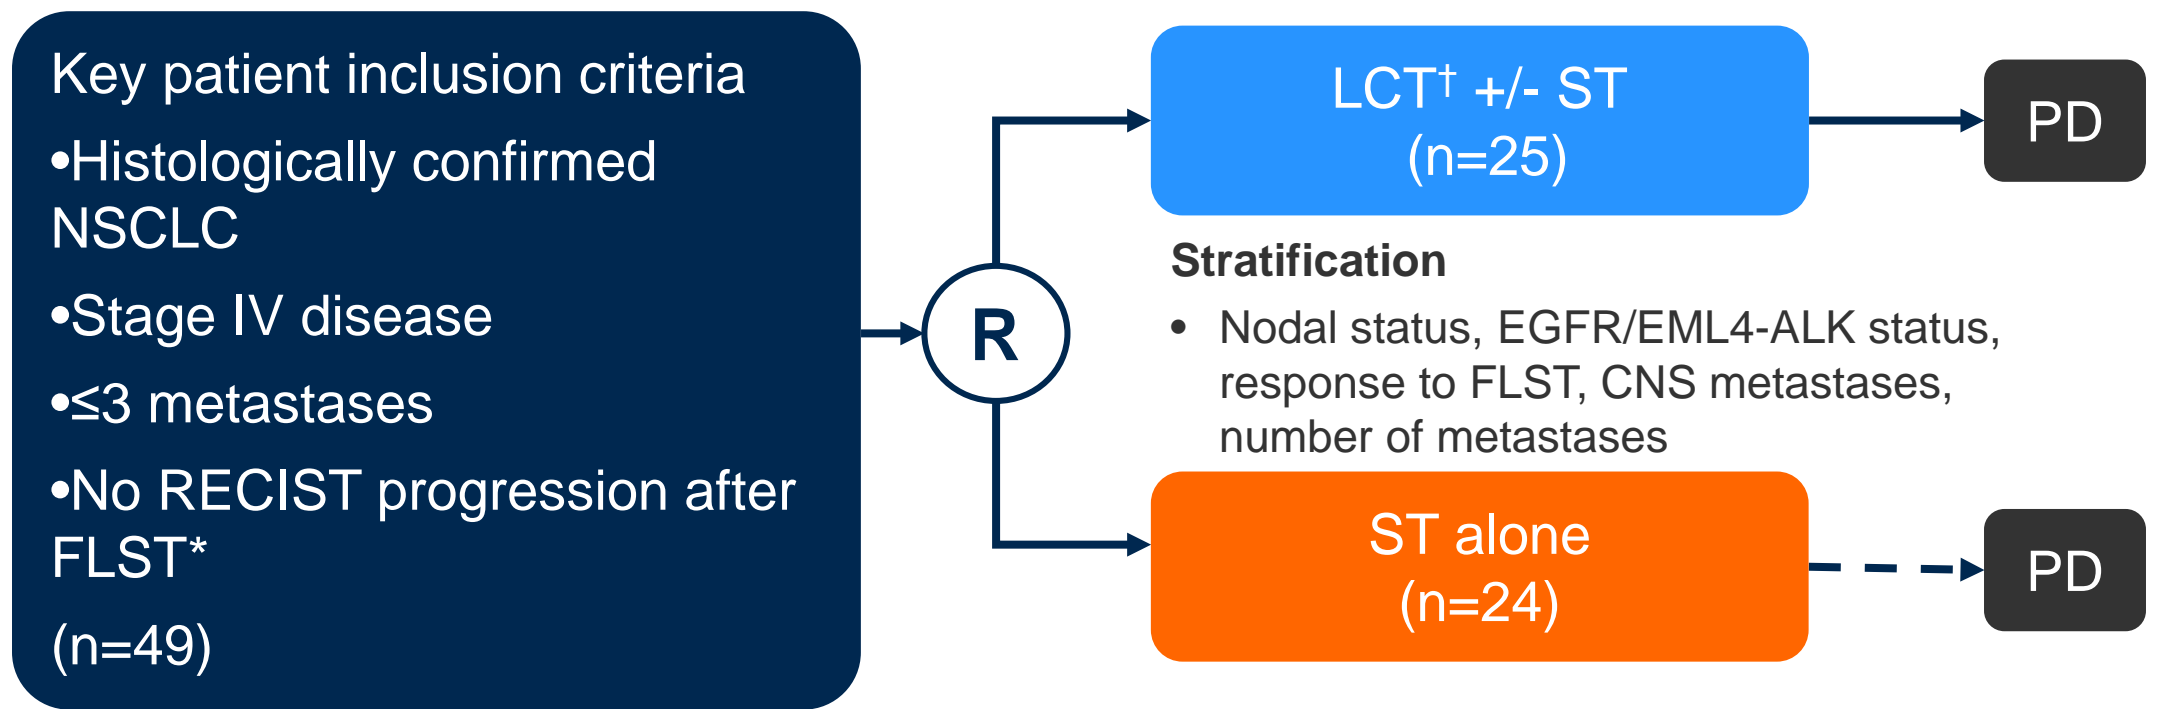 Key patient inclusion criteria
•Histologically confirmed
NSCLC
•Stage IV disease
•≤3 metastases
•No RECIST progression after
FLST*
(n=49)
R
LCT† +/- ST
(n=25)
PD
Stratification
• Nodal status, EGFR/EML4-ALK status,
response to FLST, CNS metastases,
number of metastases
ST alone
(n=24)
PD